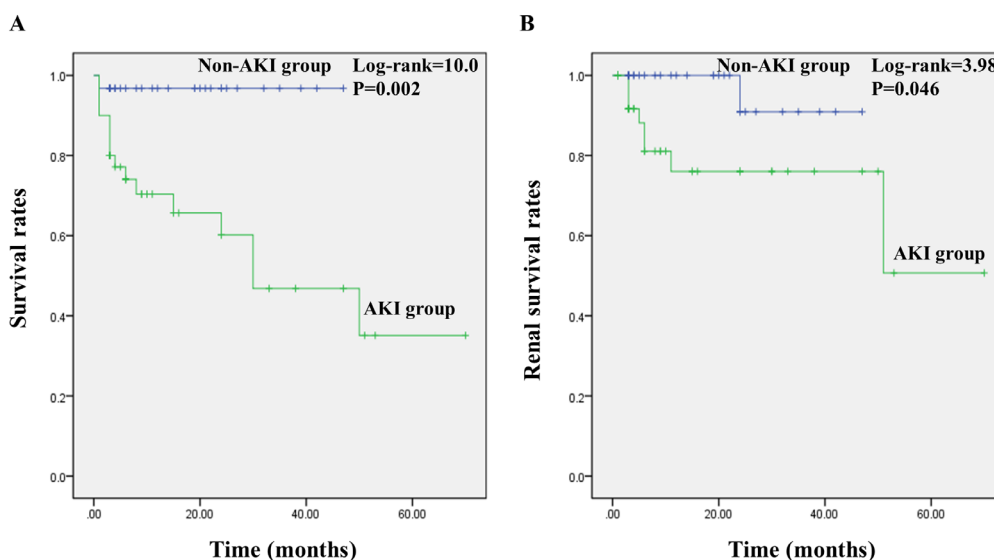 A
Non-AKI group
Log-rank=10.0
P=0.002
1.0
0.8
0.6
0.4
0.2
0.0
AKI group
Survival rates
.00
20.00
40.00
60.00
Time (months)
B
Non-AKI group
Log-rank=3.98
P=0.046
1.0
0.8
0.6
0.4
0.2
0.0
AKI group
Renal survival rates
.00
20.00
40.00
60.00
Time (months)